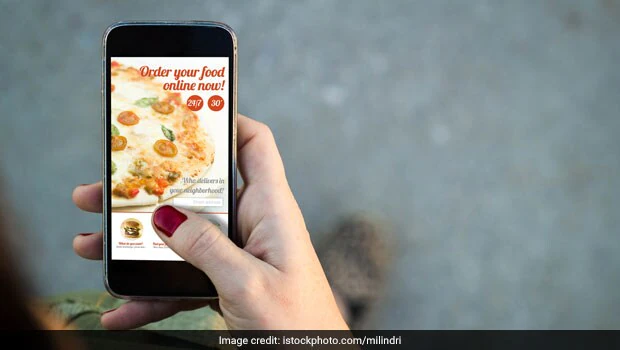 Order your food
online now!
24/7 30'
Who delivers in
your neighborhood?
Image credit: istockphoto.com/milindri